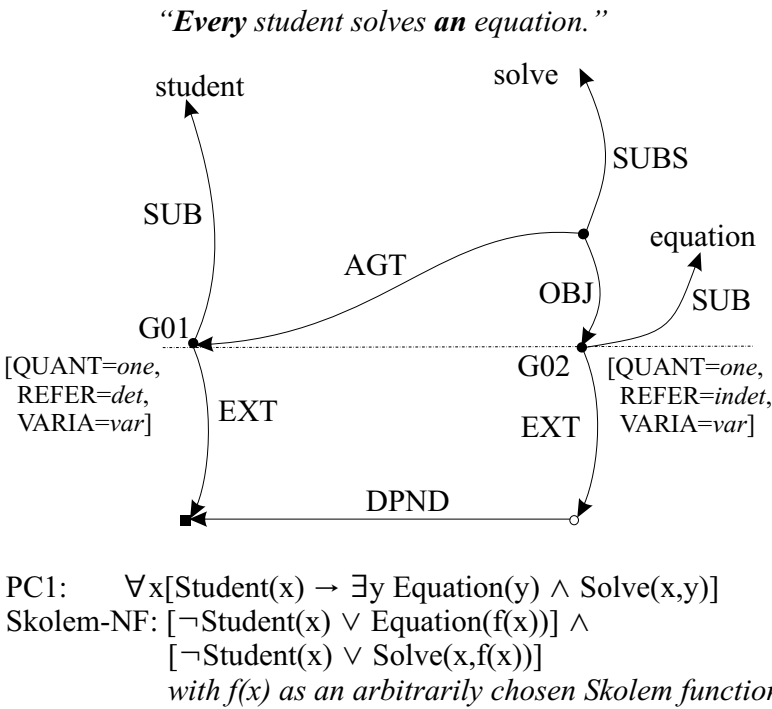 “Every student solves an equation.”
student
solve
SUBS
SUB
equation
AGT
OBJ
SUB
G01
G02
[QUANT=one,
REFER=det,
VARIA=var]
[QUANT=one,
REFER=indet,
VARIA=var]
EXT
EXT
DPND
PC1: ∀x[Student(x) → ∃y Equation(y) ∧ Solve(x,y)]
Skolem-NF: [¬Student(x) ∨ Equation(f(x))] ∧
[¬Student(x) ∨ Solve(x,f(x))]
with f(x) as an arbitrarily chosen Skolem function